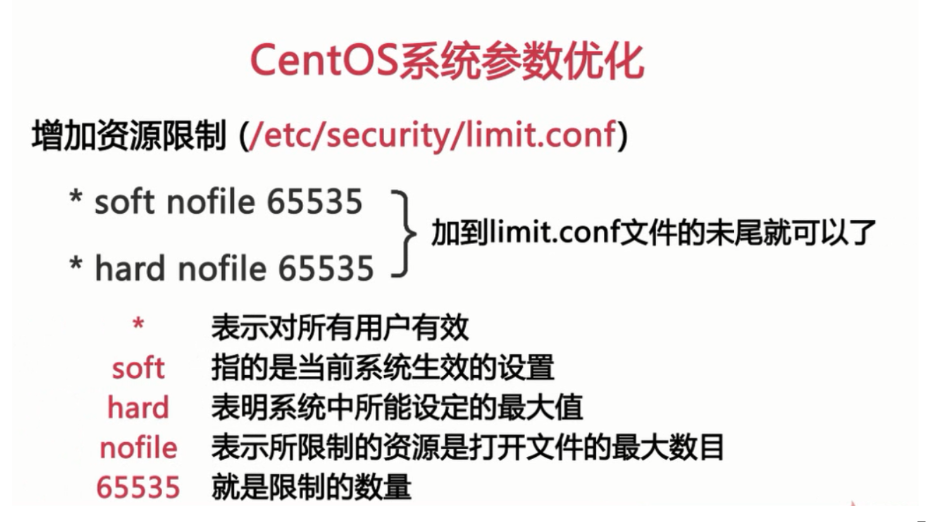 CentOS系统参数优化
增加资源限制 (/etc/security/limit.conf)
* soft nofile 65535
* hard nofile 65535
加到limit.conf文件的末尾就可以了
* 表示对所有用户有效
soft 指的是当前系统生效的设置
hard 表明系统中所能设定的最大值
nofile 表示所限制的资源是打开文件的最大数目
65535 就是限制的数量